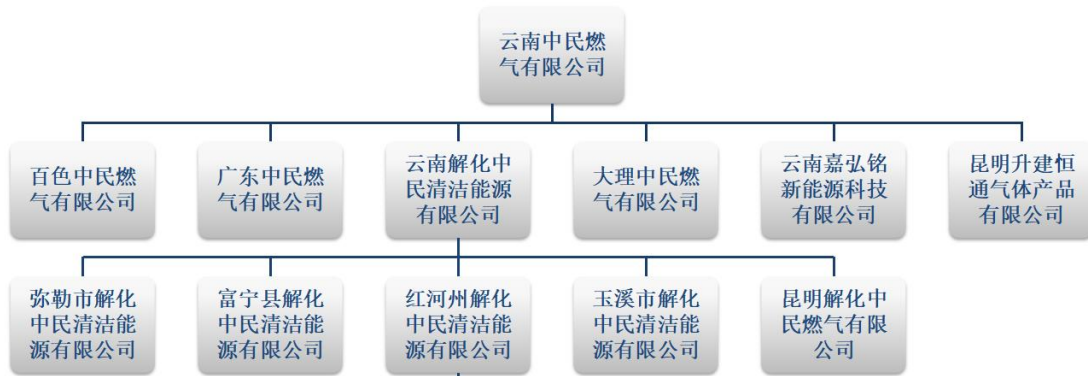 云南中民燃
气有限公司
百色中民燃
气有限公司
广东中民燃
气有限公司
云南解化中
民清洁能源
有限公司
大理中民燃
气有限公司
云南嘉弘铭
新能源科技
有限公司
昆明升建恒
通气体产品
有限公司
弥勒市解化
中民清洁能
源有限公司
富宁县解化
中民清洁能
源有限公司
红河州解化
中民清洁能
源有限公司
玉溪市解化
中民清洁能
源有限公司
昆明解化中
民燃气有限
公司